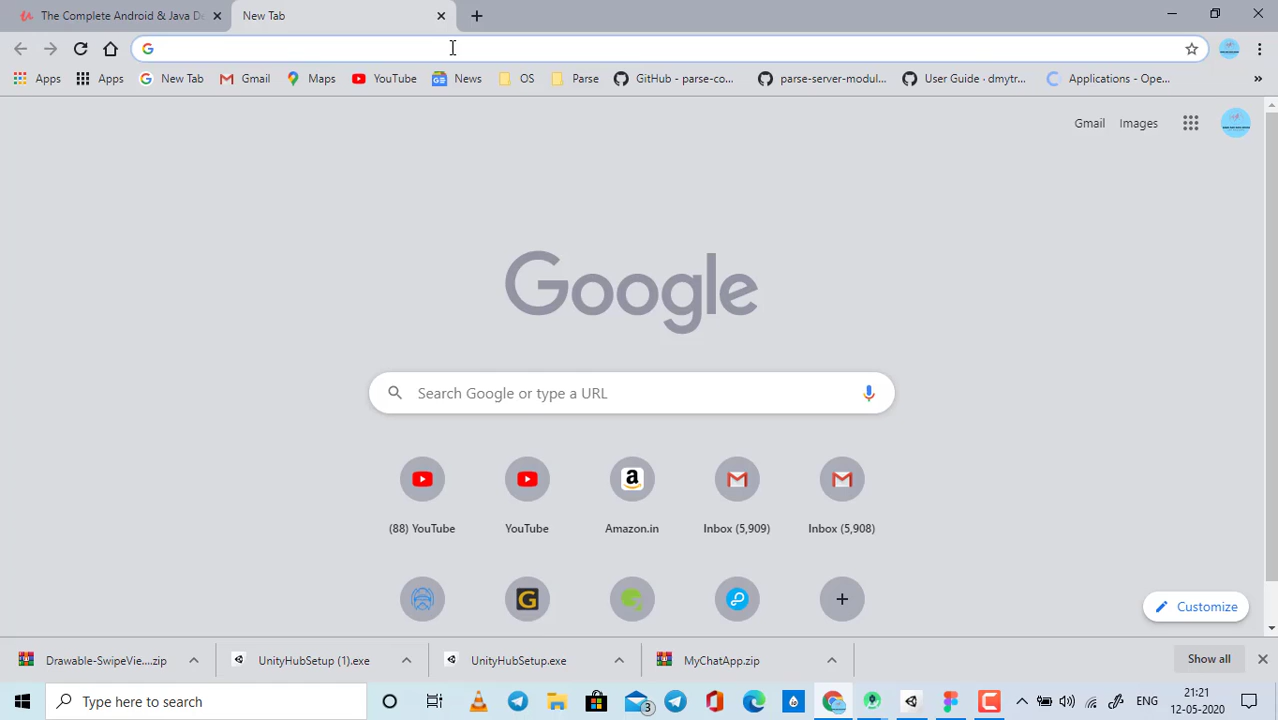 The Complete Android & Java De
New Tab
Apps
Apps
New Tab
Gmail
Maps
YouTube
News
OS
Parse
GitHub - parse-co...
parse-server-modul...
User Guide · dmytr...
Applications - Ope...
»
Gmail
Images
Google
Search Google or type a URL
(88) YouTube
YouTube
Amazon.in
Inbox (5,909)
Inbox (5,908)
Customize
Drawable-SwipeVie....zip
UnityHubSetup (1).exe
UnityHubSetup.exe
MyChatApp.zip
Show all
Type here to search
3
ENG
21:21
12-05-2020